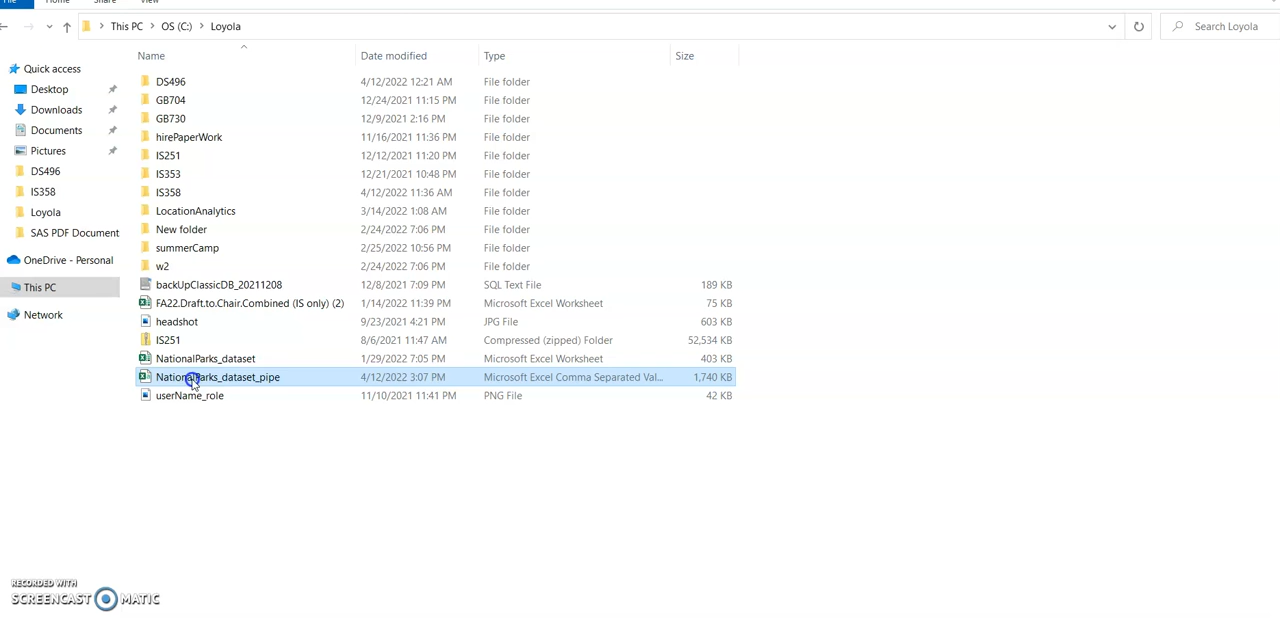 File Home Share View
This PC > OS (C:) > Loyola
Search Loyola
Name Date modified Type Size
Quick access
Desktop
Downloads
Documents
Pictures
DS496
IS358
Loyola
SAS PDF Document
OneDrive - Personal
This PC
Network
DS496 4/12/2022 12:21 AM File folder
GB704 12/24/2021 11:15 PM File folder
GB730 12/9/2021 2:16 PM File folder
hirePaperWork 11/16/2021 11:36 PM File folder
IS251 12/12/2021 11:20 PM File folder
IS353 12/21/2021 10:48 PM File folder
IS358 4/12/2022 11:36 AM File folder
LocationAnalytics 3/14/2022 1:08 AM File folder
New folder 2/24/2022 7:06 PM File folder
summerCamp 2/25/2022 10:56 PM File folder
w2 2/24/2022 7:06 PM File folder
backUpClassicDB_20211208 12/8/2021 7:09 PM SQL Text File 189 KB
FA22.Draft.to.Chair.Combined (IS only) (2) 1/14/2022 11:39 PM Microsoft Excel Worksheet 75 KB
headshot 9/23/2021 4:21 PM JPG File 603 KB
IS251 8/6/2021 11:47 AM Compressed (zipped) Folder 52,534 KB
NationalParks_dataset 1/29/2022 7:05 PM Microsoft Excel Worksheet 403 KB
NationalParks_dataset_pipe 4/12/2022 3:07 PM Microsoft Excel Comma Separated Val... 1,740 KB
userName_role 11/10/2021 11:41 PM PNG File 42 KB
RECORDED WITH
SCREENCAST MATIC